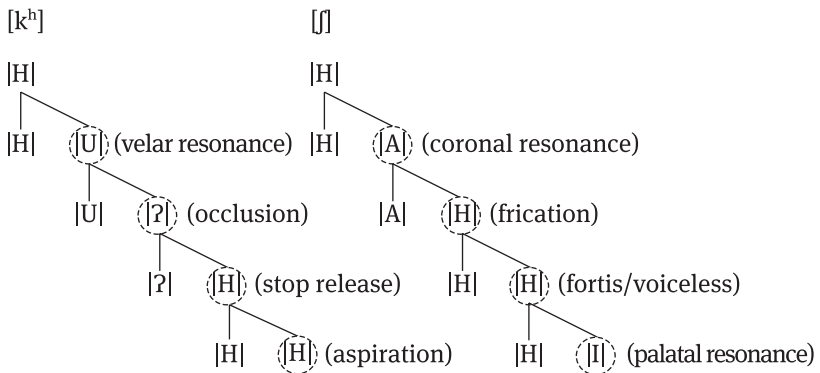 [kʰ] [ʃ]
|H| |H|
|H| |U| (velar resonance) |H| |A| (coronal resonance)
|U| |ʔ| (occlusion) |A| |H| (frication)
|ʔ| |H| (stop release) |H| |H| (fortis/voiceless)
|H| |H| (aspiration) |H| |I| (palatal resonance)